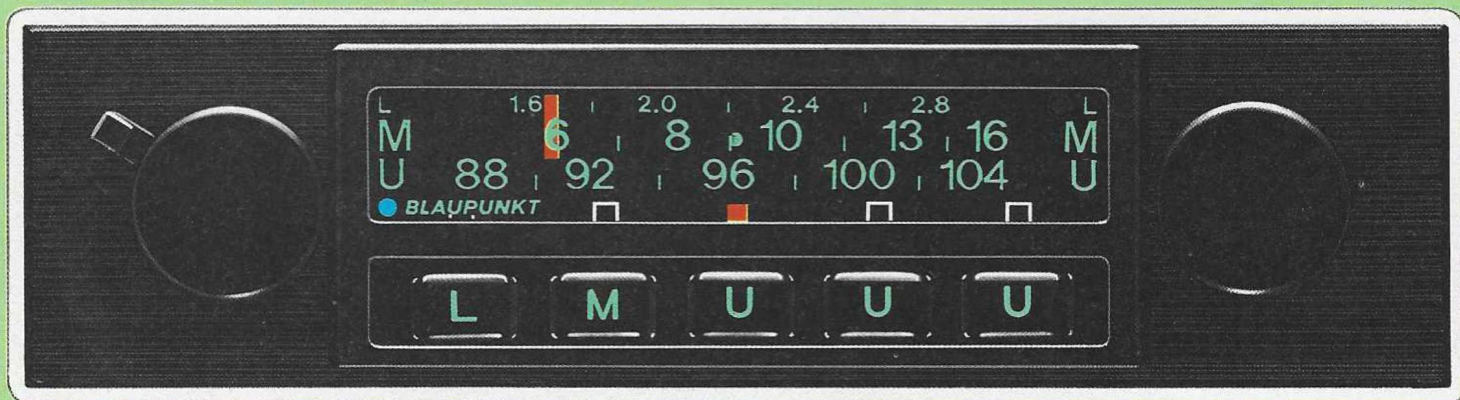 L 1.6 2.0 2.4 2.8 L
M 6 8 10 13 16 M
U 88 92 96 100 104 U
BLAUPUNKT
L M U U U